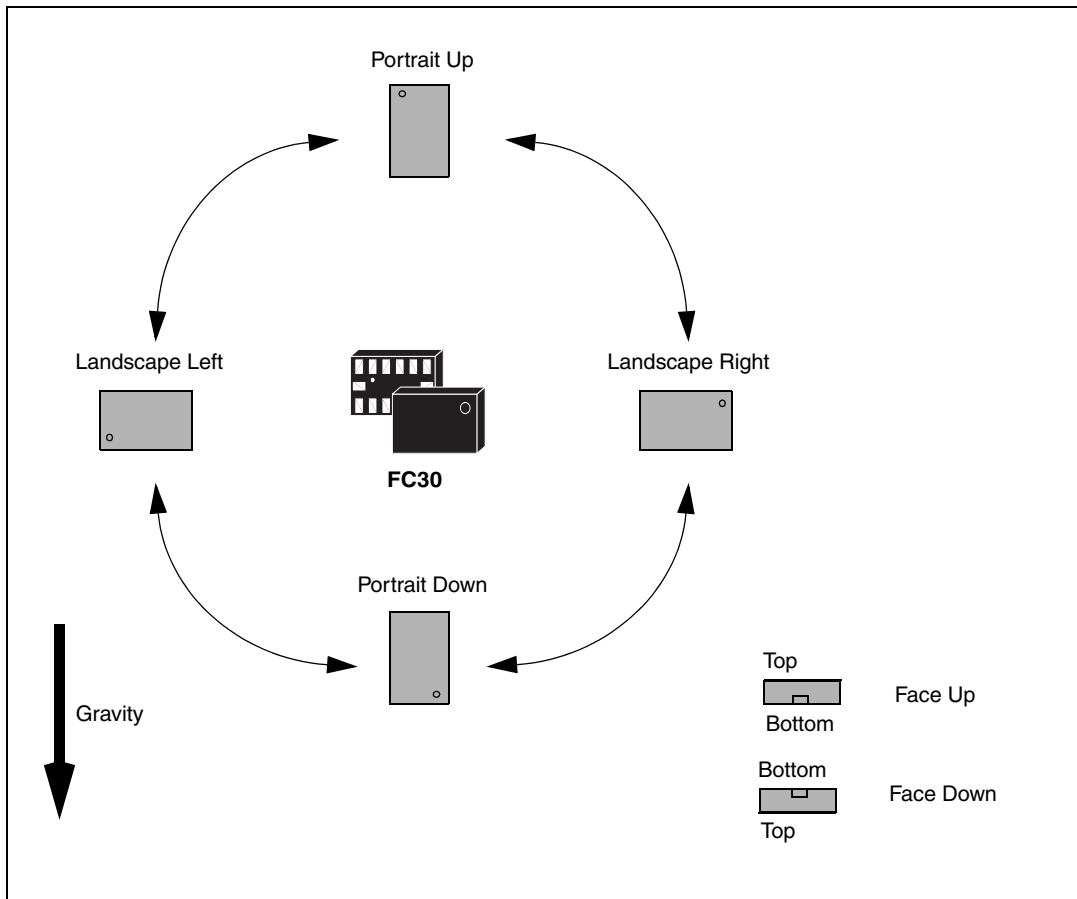 Portrait Up
Landscape Left
Landscape Right
FC30
Portrait Down
Gravity
Top
Bottom
Face Up
Bottom
Top
Face Down